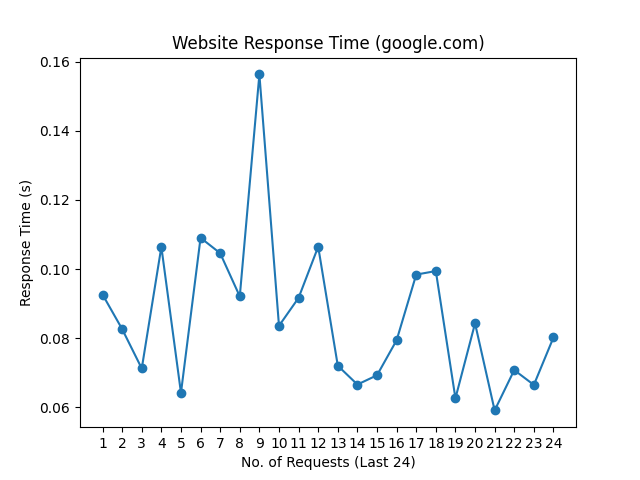 Website Response Time (google.com)
0.16
0.14
0.12
0.10
0.08
0.06
Response Time (s)
1 2 3 4 5 6 7 8 9 10 11 12 13 14 15 16 17 18 19 20 21 22 23 24
No. of Requests (Last 24)